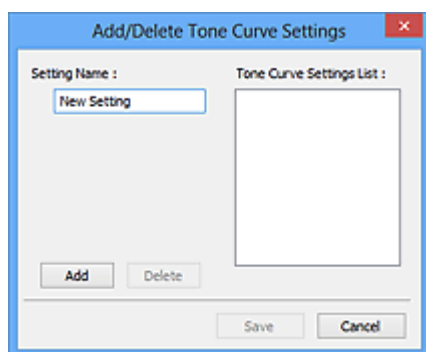 Add/Delete Tone Curve Settings
Setting Name :
Tone Curve Settings List :
New Setting
Add
Delete
Save
Cancel